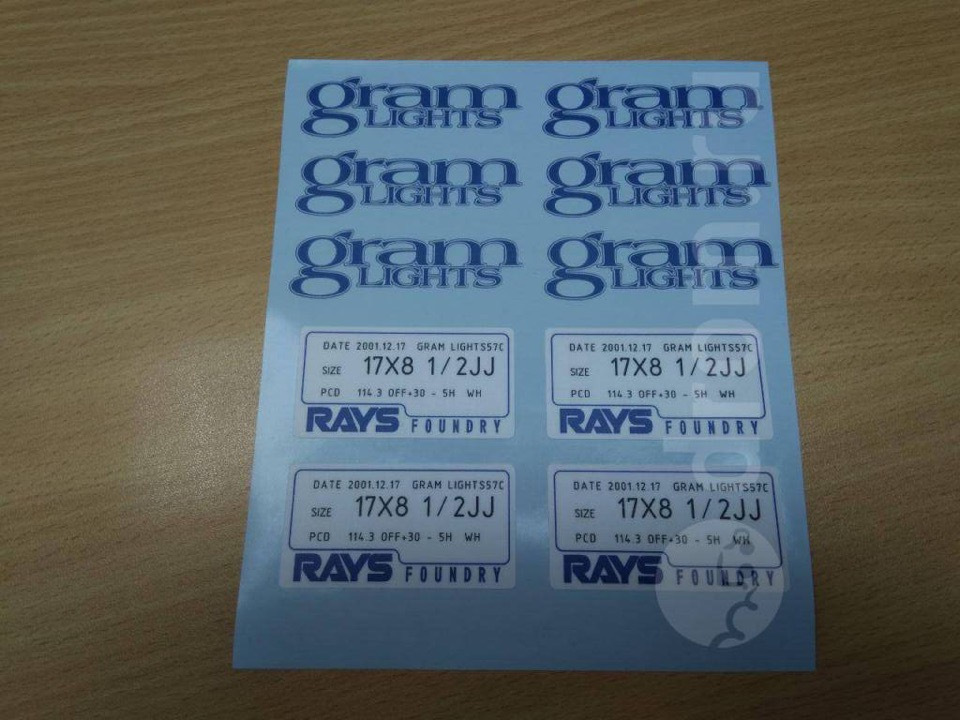 gram LIGHTS
gram LIGHTS
gram LIGHTS
gram LIGHTS
gram LIGHTS
gram LIGHTS
DATE 2001.12.17 GRAM LIGHTS57C
SIZE 17X8 1/2JJ
PCD 114.3 OFF+30 - 5H WH
RAYS FOUNDRY
DATE 2001.12.17 GRAM LIGHTS57C
SIZE 17X8 1/2JJ
PCD 114.3 OFF+30 - 5H WH
RAYS FOUNDRY
DATE 2001.12.17 GRAM LIGHTS57C
SIZE 17X8 1/2JJ
PCD 114.3 OFF+30 - 5H WH
RAYS FOUNDRY
DATE 2001.12.17 GRAM LIGHTS57C
SIZE 17X8 1/2JJ
PCD 114.3 OFF+30 - 5H WH
RAYS FOUNDRY